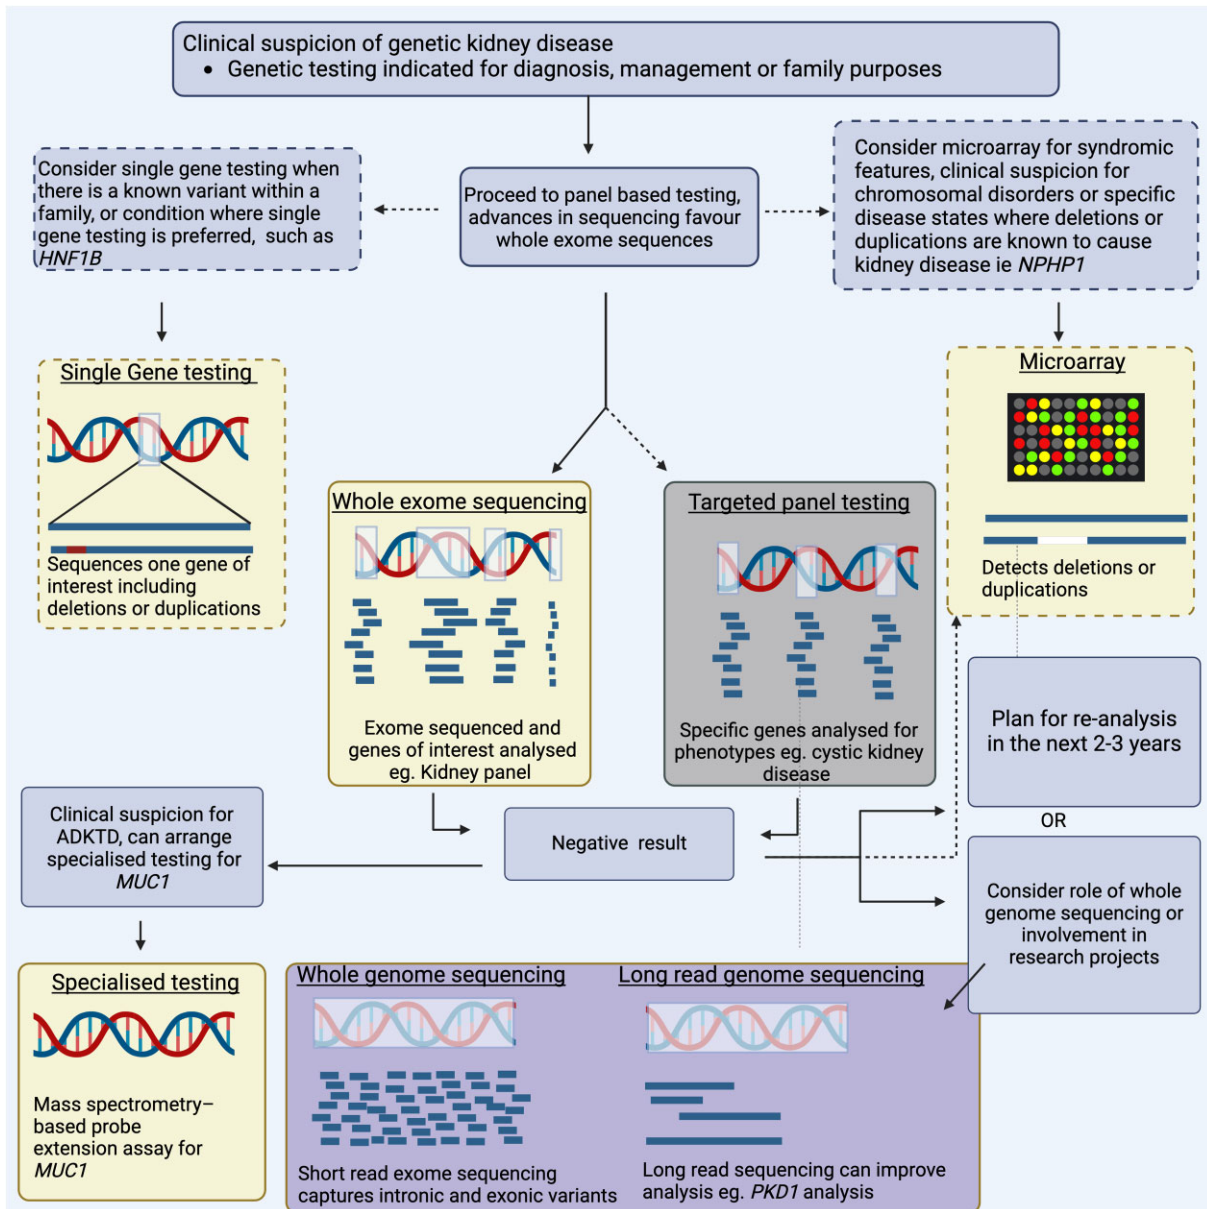 Clinical suspicion of genetic kidney disease
• Genetic testing indicated for diagnosis, management or family purposes
Consider single gene testing when
there is a known variant within a
family, or condition where single
gene testing is preferred, such as
HNF1B
Proceed to panel based testing,
advances in sequencing favour
whole exome sequences
Consider microarray for syndromic
features, clinical suspicion for
chromosomal disorders or specific
disease states where deletions or
duplications are known to cause
kidney disease ie NPHP1
Single Gene testing
Sequences one gene of
interest including
deletions or duplications
Whole exome sequencing
Exome sequenced and
genes of interest analysed
eg. Kidney panel
Targeted panel testing
Specific genes analysed for
phenotypes eg. cystic kidney
disease
Microarray
Detects deletions or
duplications
Plan for re-analysis
in the next 2-3 years
OR
Consider role of whole
genome sequencing or
involvement in
research projects
Negative result
Clinical suspicion for
ADKTD, can arrange
specialised testing for
MUC1
Specialised testing
Mass spectrometry–
based probe
extension assay for
MUC1
Whole genome sequencing
Short read exome sequencing
captures intronic and exonic variants
Long read genome sequencing
Long read sequencing can improve
analysis eg. PKD1 analysis